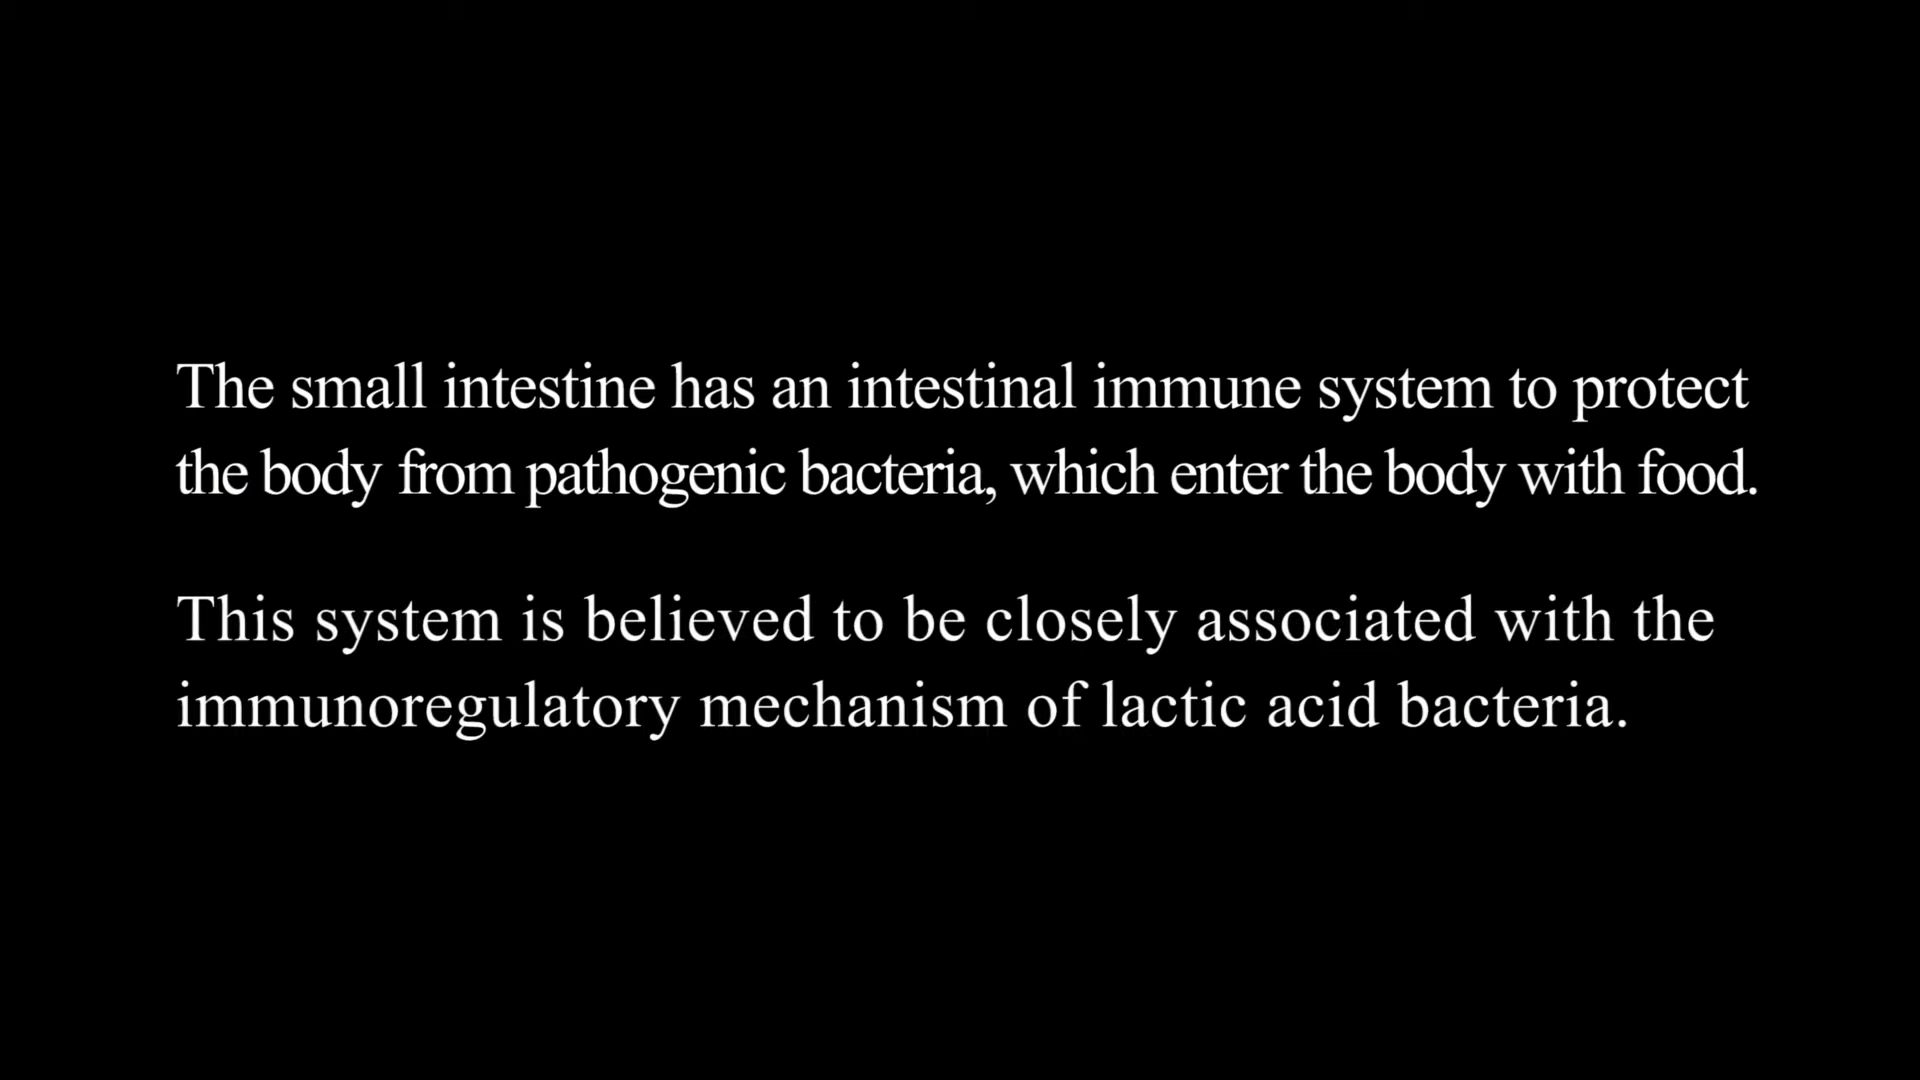 The small intestine has an intestinal immune system to protect
the body from pathogenic bacteria, which enter the body with food.
This system is believed to be closely associated with the
immunoregulatory mechanism of lactic acid bacteria.